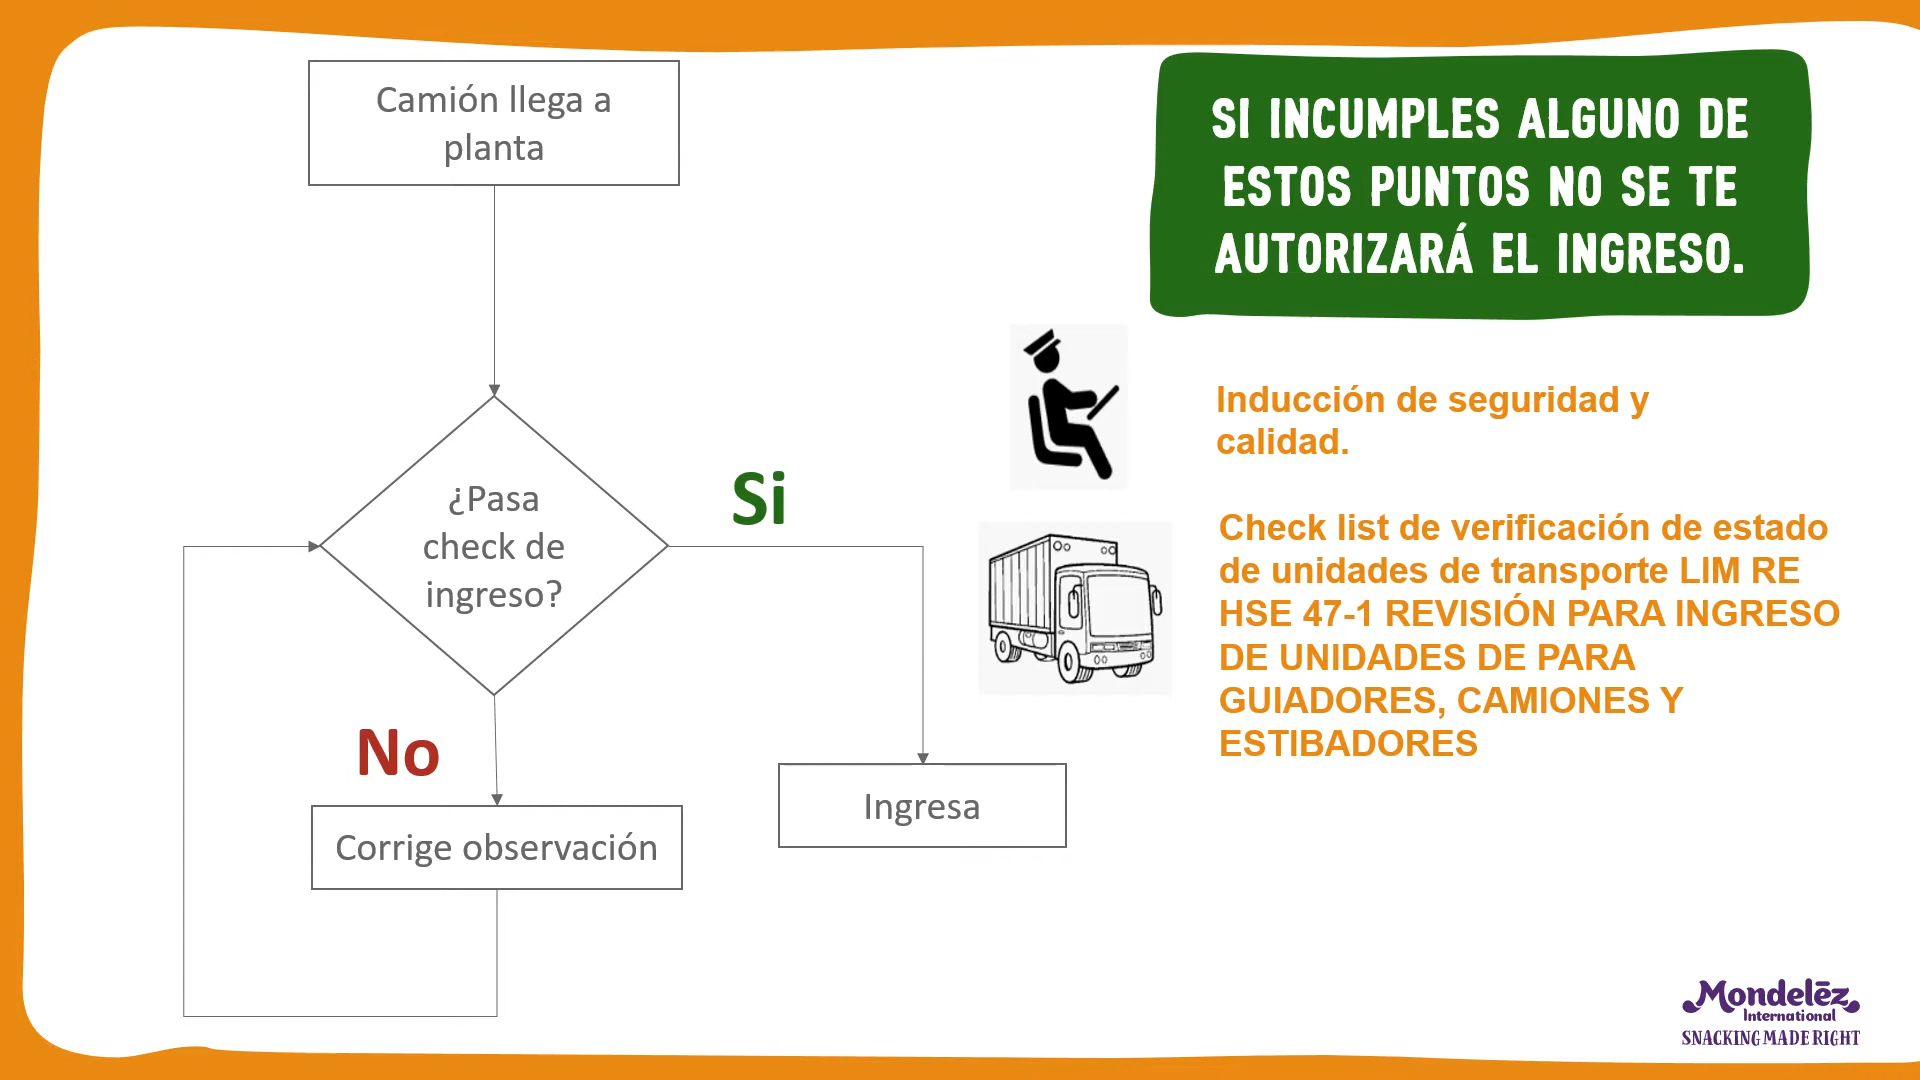 Camión llega a
planta
¿Pasa
check de
ingreso?
Si
No
Corrige observación
Ingresa
SI INCUMPLES ALGUNO DE
ESTOS PUNTOS NO SE TE
AUTORIZARÁ EL INGRESO.
Inducción de seguridad y
calidad.
Check list de verificación de estado
de unidades de transporte LIM RE
HSE 47-1 REVISIÓN PARA INGRESO
DE UNIDADES DE PARA
GUIADORES, CAMIONES Y
ESTIBADORES
Mondelēz
International
SNACKING MADE RIGHT